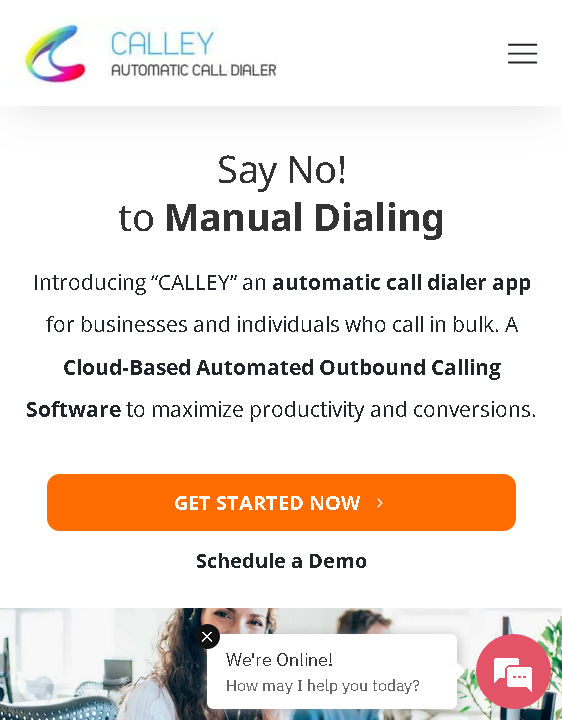 CALLEY
AUTOMATIC CALL DIALER
Say No!
to Manual Dialing
Introducing “CALLEY” an automatic call dialer app
for businesses and individuals who call in bulk. A
Cloud-Based Automated Outbound Calling
Software to maximize productivity and conversions.
GET STARTED NOW
Schedule a Demo
We're Online!
How may I help you today?